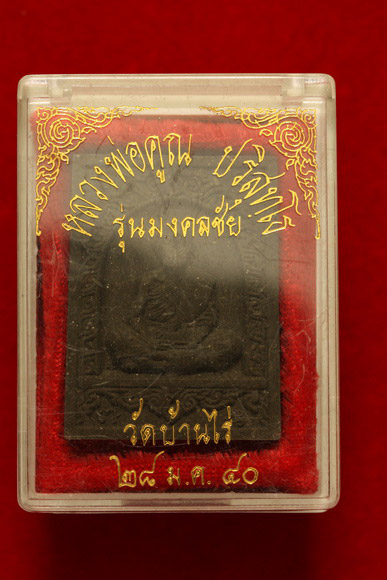 หลวงพ่อคูณ ปริสุทฺโธ
รุ่นมงคลชัย
วัดบ้านไร่
๒๘ ม.ค. ๔๐